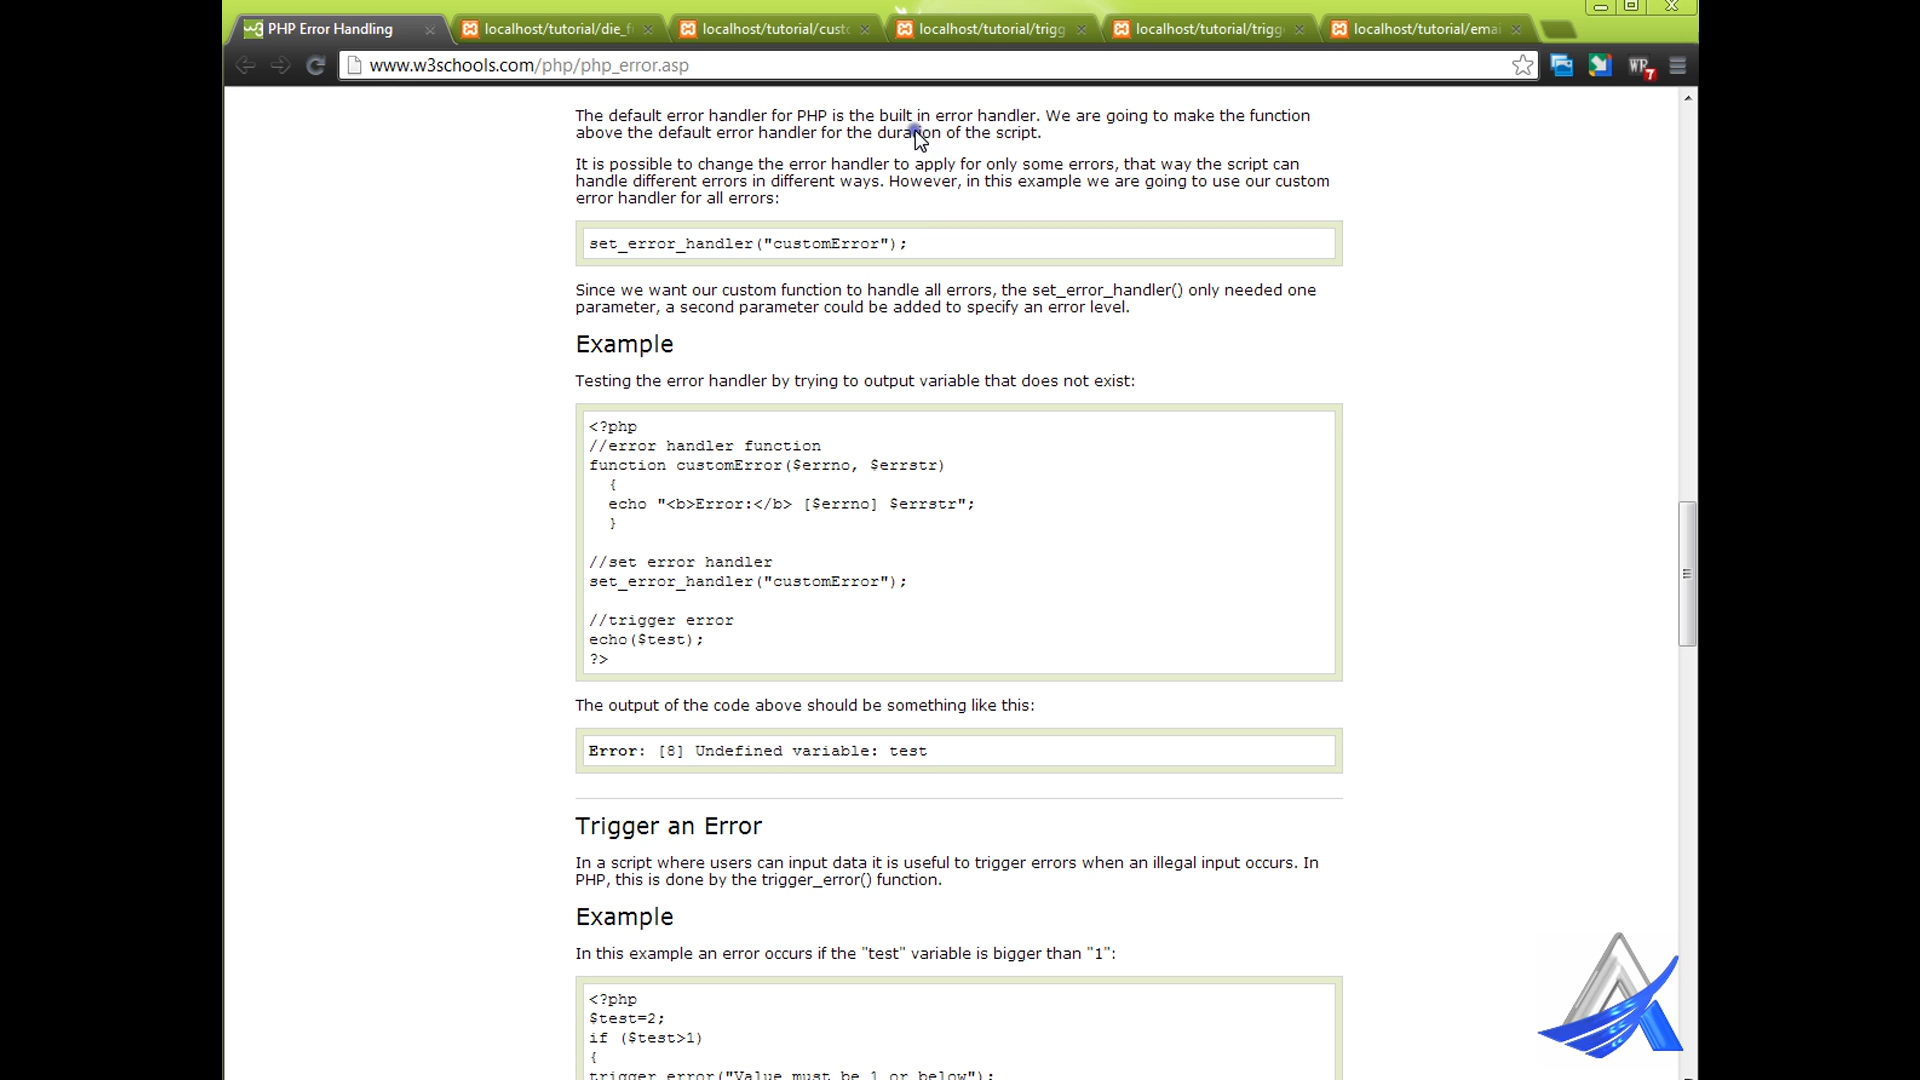 PHP Error Handling
localhost/tutorial/die_f
localhost/tutorial/custo
localhost/tutorial/trigg
localhost/tutorial/trigg
localhost/tutorial/emai
www.w3schools.com/php/php_error.asp
WP 7
The default error handler for PHP is the built in error handler. We are going to make the function
above the default error handler for the duration of the script.
It is possible to change the error handler to apply for only some errors, that way the script can
handle different errors in different ways. However, in this example we are going to use our custom
error handler for all errors:
set_error_handler("customError");
Since we want our custom function to handle all errors, the set_error_handler() only needed one
parameter, a second parameter could be added to specify an error level.
Example
Testing the error handler by trying to output variable that does not exist:
<?php
//error handler function
function customError($errno, $errstr)
{
echo "<b>Error:</b> [$errno] $errstr";
}
//set error handler
set_error_handler("customError");
//trigger error
echo($test);
?>
The output of the code above should be something like this:
Error: [8] Undefined variable: test
Trigger an Error
In a script where users can input data it is useful to trigger errors when an illegal input occurs. In
PHP, this is done by the trigger_error() function.
Example
In this example an error occurs if the "test" variable is bigger than "1":
<?php
$test=2;
if ($test>1)
{
trigger_error("Value must be 1 or below");